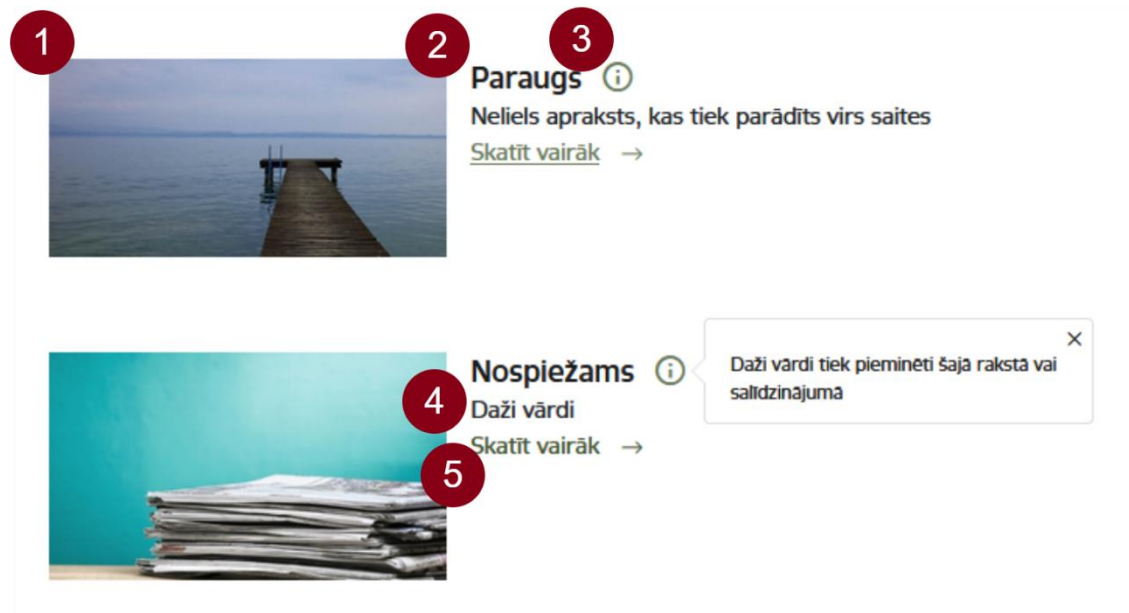 1
2
3
Paraugs
Neliels apraksts, kas tiek parādīts virs saites
Skatīt vairāk →
Nospiežams
Daži vārdi tiek pieminēti šajā rakstā vai
salīdzinājumā
4
Daži vārdi
Skatīt vairāk →
5